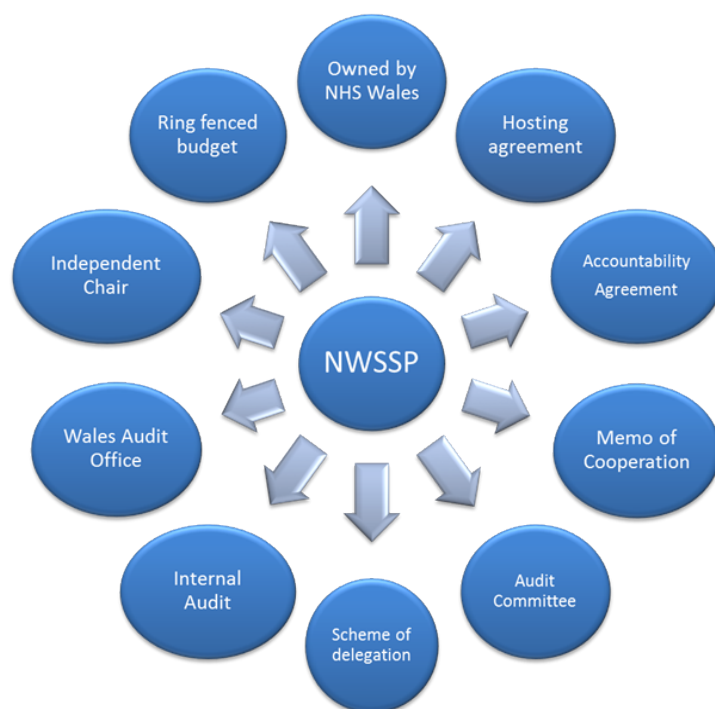 Owned by
NHS Wales
Hosting
agreement
Accountability
Agreement
Memo of
Cooperation
Audit
Committee
Scheme of
delegation
Internal
Audit
Wales Audit
Office
Independent
Chair
Ring fenced
budget
NWSSP